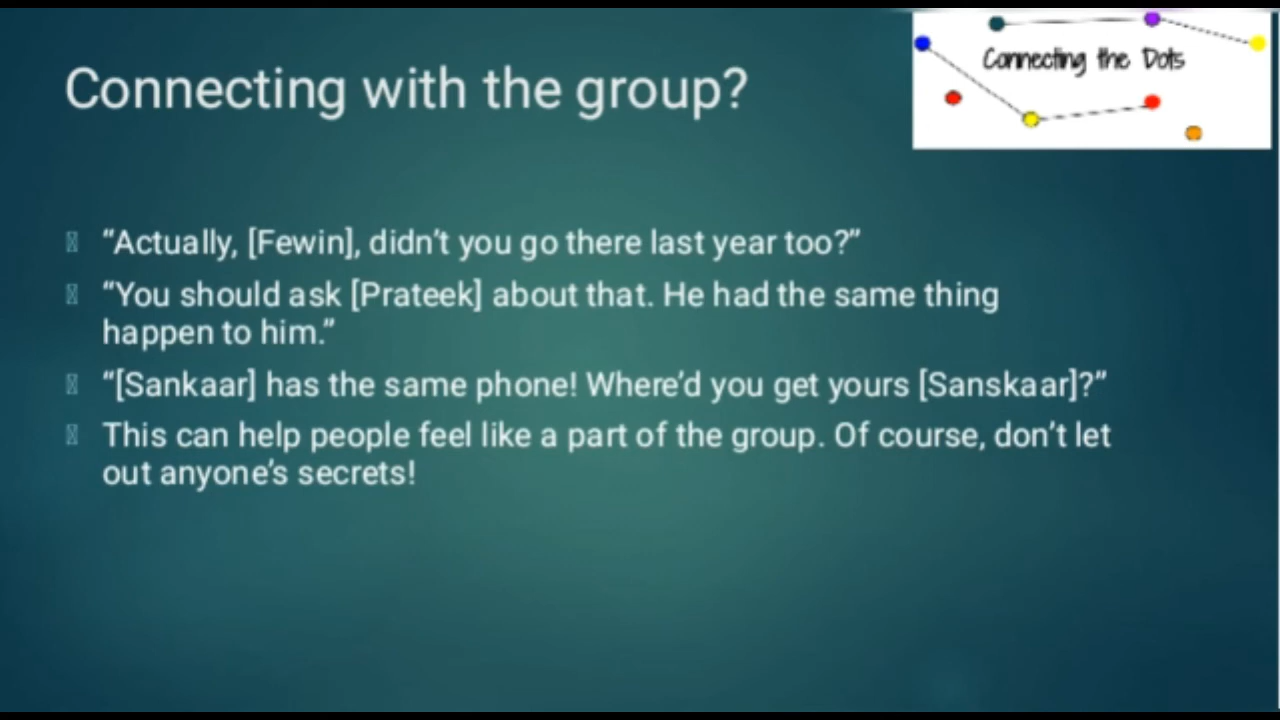 Connecting the Dots
Connecting with the group?
“Actually, [Fewin], didn’t you go there last year too?”
“You should ask [Prateek] about that. He had the same thing
happen to him.”
“[Sankaar] has the same phone! Where’d you get yours [Sanskaar]?”
This can help people feel like a part of the group. Of course, don’t let
out anyone’s secrets!